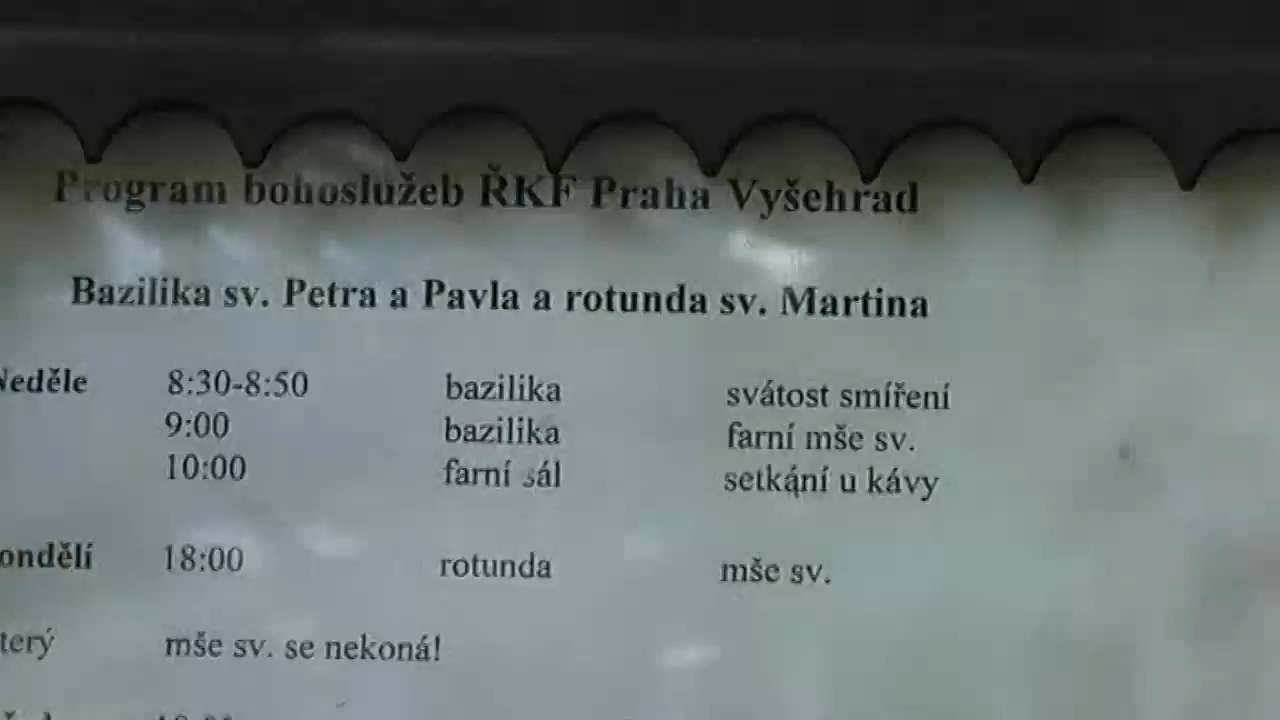 Program bohoslužeb ŘKF Praha Vyšehrad
Bazilika sv. Petra a Pavla a rotunda sv. Martina
Neděle 8:30-8:50 bazilika svátost smíření
9:00 bazilika farní mše sv.
10:00 farní sál setkání u kávy
ondělí 18:00 rotunda mše sv.
terý mše sv. se nekoná!